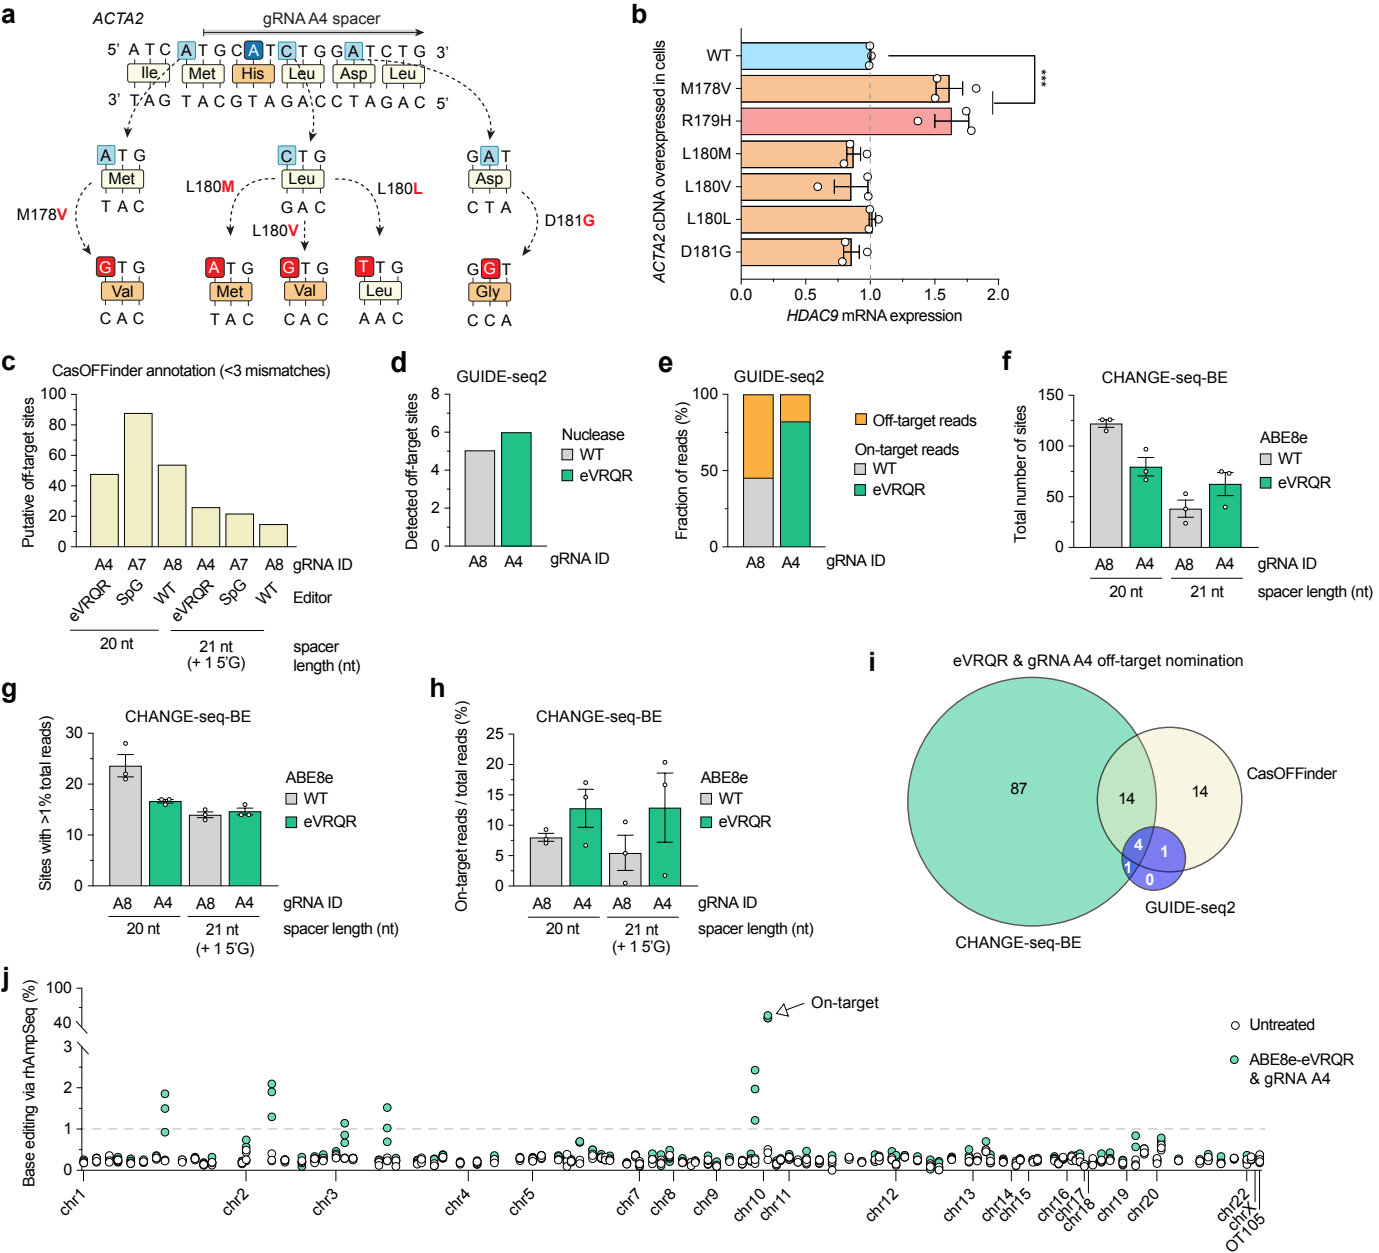 a
ACTA2
gRNA A4 spacer
5' A T C A T G C A T C T G G A T C T G 3'
Ile Met His Leu Asp Leu
3' T A G T A C G T A G A C C T A G A C 5'
A T G
Met
T A C
C T G
Leu
G A C
G A T
Asp
C T A
M178V
L180M
L180V
L180L
D181G
G T G
Val
C A C
A T G
Met
T A C
G T G
Val
C A C
T T G
Leu
A A C
G G T
Gly
C C A
b
ACTA2 cDNA overexpressed in cells
WT
M178V
R179H
L180M
L180V
L180L
D181G
***
0.0 0.5 1.0 1.5 2.0
HDAC9 mRNA expression
c
CasOFFinder annotation (<3 mismatches)
Putative off-target sites
100
80
60
40
20
0
A4 A7 A8 A4 A7 A8 gRNA ID
eVRQR SpG WT eVRQR SpG WT Editor
20 nt 21 nt
(+ 1 5'G)
spacer
length (nt)
d
GUIDE-seq2
Detected off-target sites
8
6
4
2
0
Nuclease
WT
eVRQR
A8 A4 gRNA ID
e
GUIDE-seq2
Fraction of reads (%)
100
50
0
Off-target reads
On-target reads
WT
eVRQR
A8 A4 gRNA ID
f
CHANGE-seq-BE
Total number of sites
150
100
50
0
ABE8e
WT
eVRQR
A8 A4 A8 A4 gRNA ID
20 nt 21 nt spacer length (nt)
g
CHANGE-seq-BE
Sites with >1% total reads)
30
20
10
0
ABE8e
WT
eVRQR
A8 A4 A8 A4 gRNA ID
20 nt 21 nt spacer length (nt)
(+ 1 5'G)
h
CHANGE-seq-BE
On-target reads / total reads (%)
25
20
15
10
5
0
ABE8e
WT
eVRQR
A8 A4 A8 A4 gRNA ID
20 nt 21 nt spacer length (nt)
(+ 1 5'G)
i
eVRQR & gRNA A4 off-target nomination
87
14
14
4
1
1
0
CasOFFinder
GUIDE-seq2
CHANGE-seq-BE
j
Base editing via rhAmpSeq (%)
100
40
3
2
1
0
On-target
Untreated
ABE8e-eVRQR
& gRNA A4
chr1 chr2 chr3 chr4 chr5 chr7 chr8 chr9 chr10 chr11 chr12 chr13 chr14 chr15 chr16 chr17 chr18 chr19 chr20 chr22 chrX OT105